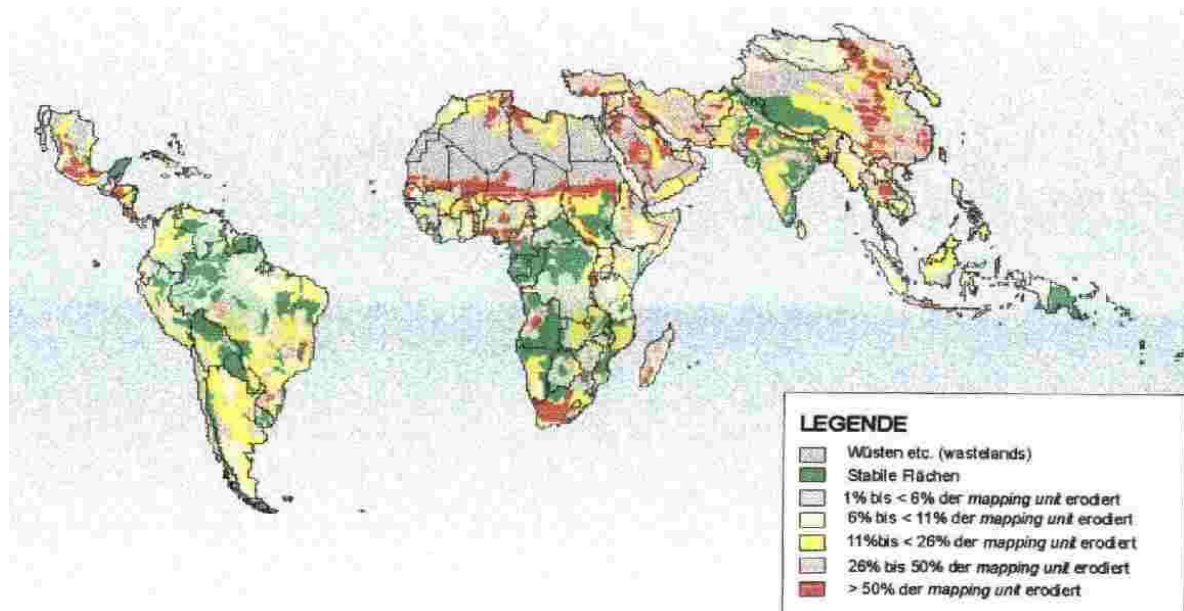 LEGENDE
Wüsten etc. (wastelands)
Stabile Flächen
1% bis < 6% der mapping unit erodiert
6% bis < 11% der mapping unit erodiert
11%bis < 26% der mapping unit erodiert
26% bis 50% der mapping unit erodiert
> 50% der mapping unit erodiert